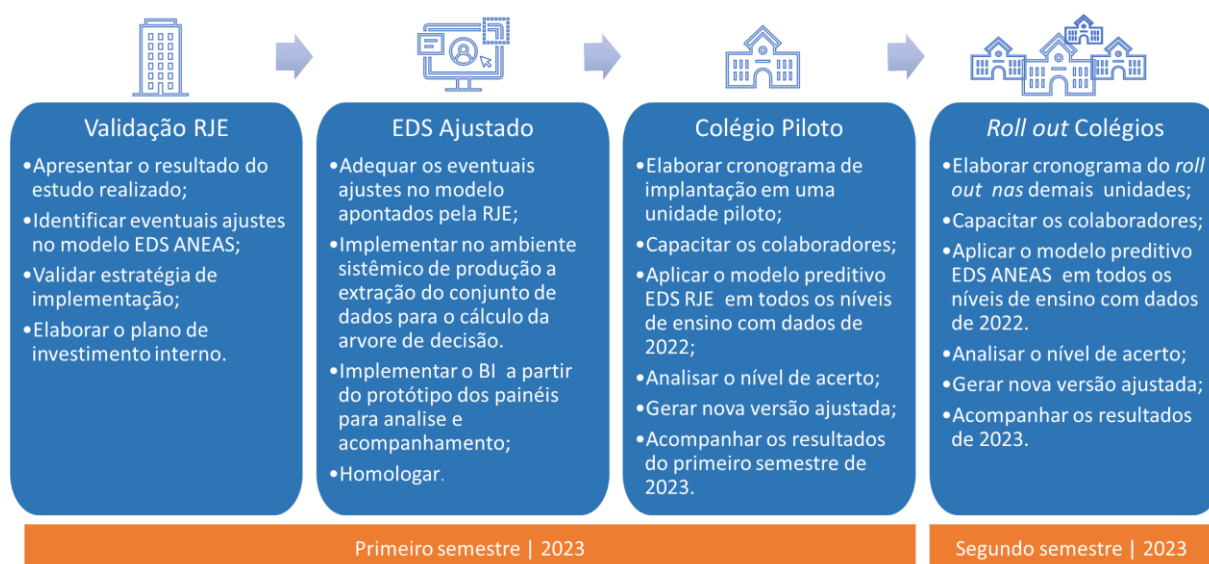 Validação RJE
•Apresentar o resultado do
estudo realizado;
•Identificar eventuais ajustes
no modelo EDS ANEAS;
•Validar estratégia de
implementação;
•Elaborar o plano de
investimento interno.
EDS Ajustado
•Adequar os eventuais
ajustes no modelo
apontados pela RJE;
•Implementar no ambiente
sistêmico de produção a
extração do conjunto de
dados para o cálculo da
arvore de decisão.
•Implementar o BI a partir
do protótipo dos painéis
para analise e
acompanhamento;
•Homologar.
Colégio Piloto
•Elaborar cronograma de
implantação em uma
unidade piloto;
•Capacitar os colaboradores;
•Aplicar o modelo preditivo
EDS RJE em todos os níveis
de ensino com dados de
2022;
•Analisar o nível de acerto;
•Gerar nova versão ajustada;
•Acompanhar os resultados
do primeiro semestre de
2023.
Roll out Colégios
•Elaborar cronograma do roll
out nas demais unidades;
•Capacitar os colaboradores;
•Aplicar o modelo preditivo
EDS ANEAS em todos os
níveis de ensino com dados
de 2022.
•Analisar o nível de acerto;
•Gerar nova versão ajustada;
•Acompanhar os resultados
de 2023.
Primeiro semestre | 2023
Segundo semestre | 2023